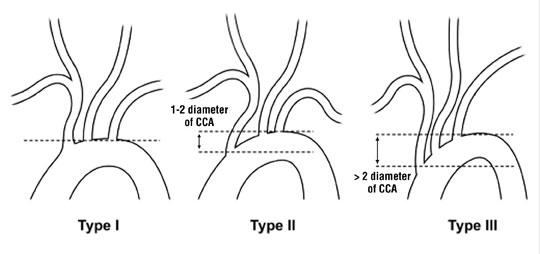 1-2 diameter
of CCA
> 2 diameter
of CCA
Type I
Type II
Type III